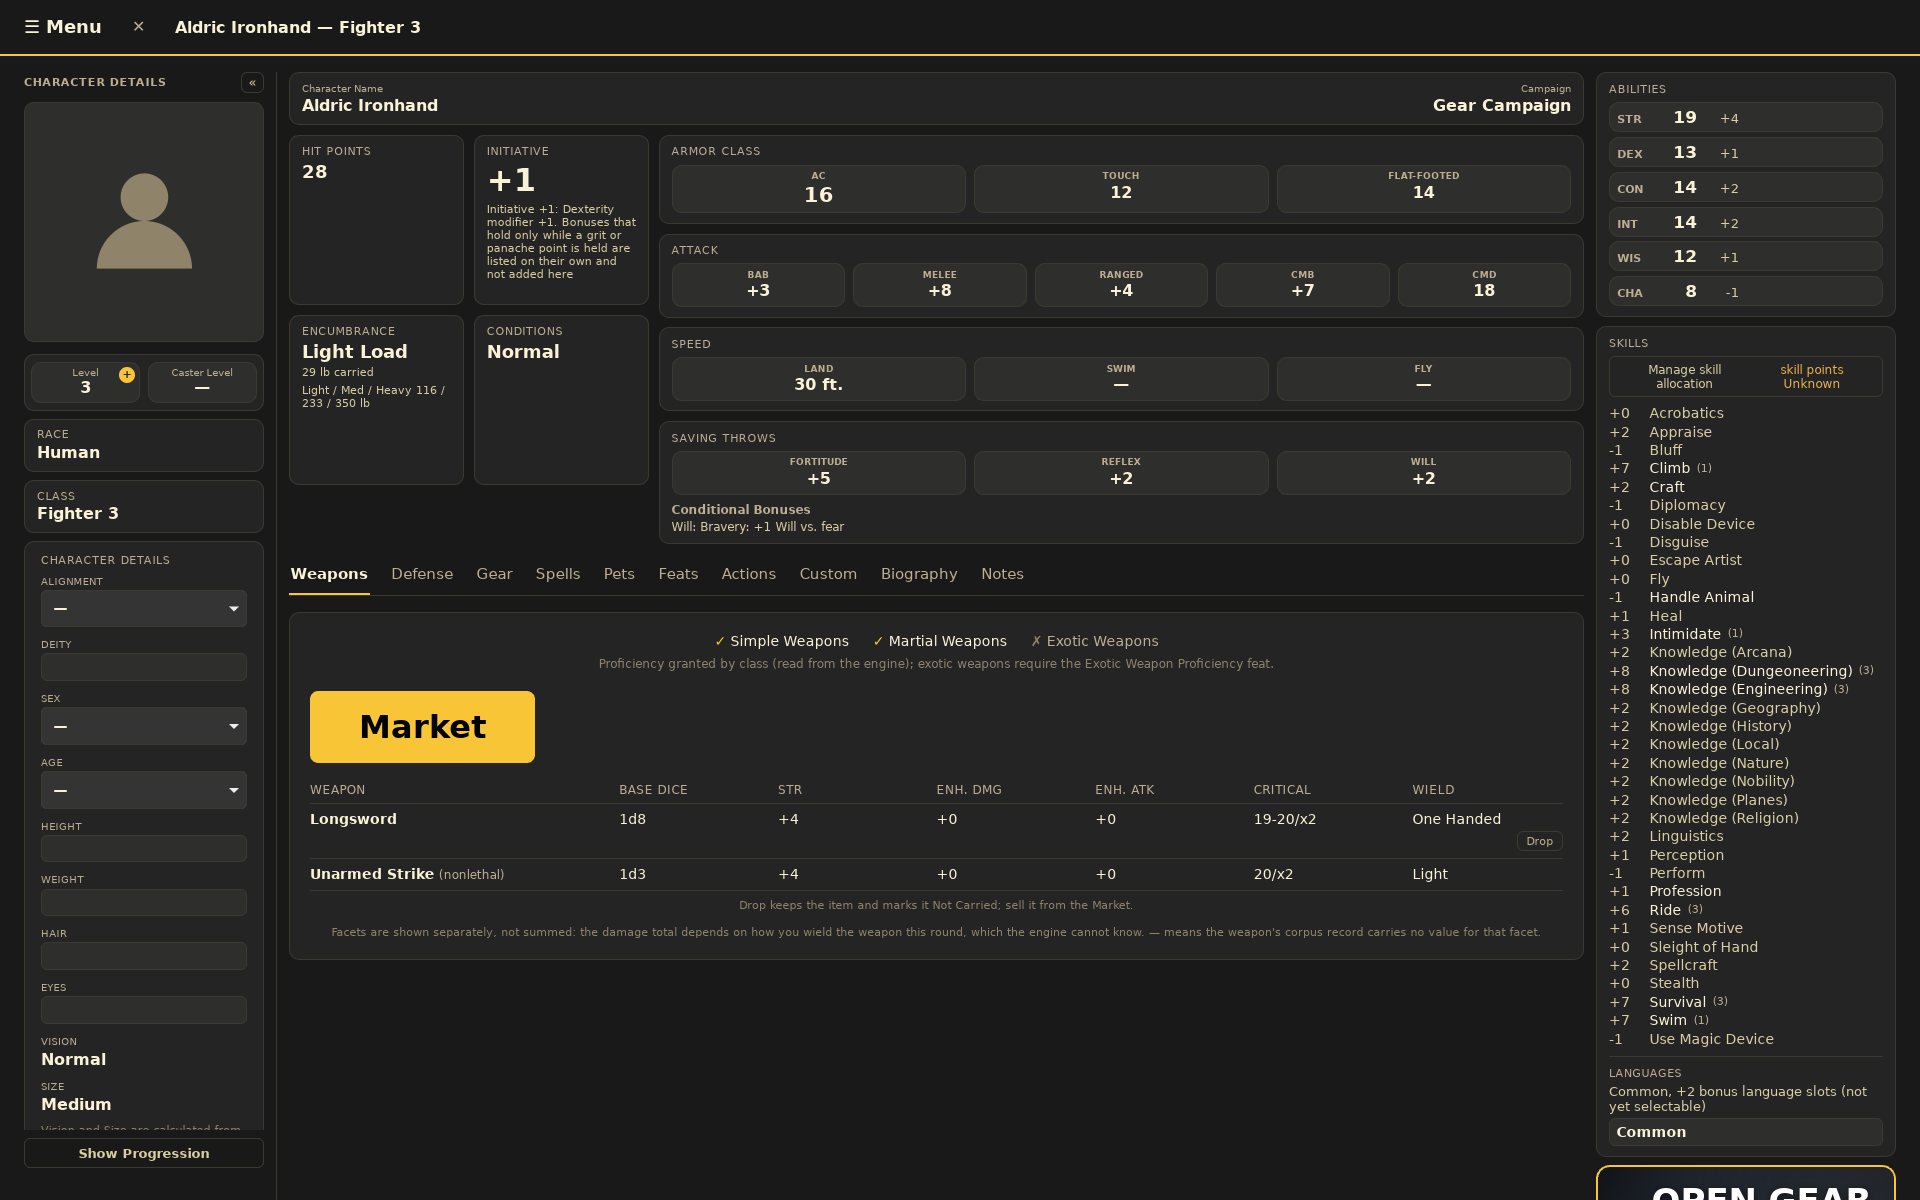 ☰ Menu ✕ Aldric Ironhand — Fighter 3
CHARACTER DETAILS «
Level
3
+
Caster Level
—
RACE
Human
CLASS
Fighter 3
CHARACTER DETAILS
ALIGNMENT
—
DEITY
SEX
—
AGE
—
HEIGHT
WEIGHT
HAIR
EYES
VISION
Normal
SIZE
Medium
Vision and Size are calculated from
Show Progression
Character Name
Aldric Ironhand
Campaign
Gear Campaign
HIT POINTS
28
INITIATIVE
+1
Initiative +1: Dexterity
modifier +1. Bonuses that
hold only while a grit or
panache point is held are
listed on their own and
not added here
ENCUMBRANCE
Light Load
29 lb carried
Light / Med / Heavy 116 /
233 / 350 lb
CONDITIONS
Normal
ARMOR CLASS
AC
16
TOUCH
12
FLAT-FOOTED
14
ATTACK
BAB
+3
MELEE
+8
RANGED
+4
CMB
+7
CMD
18
SPEED
LAND
30 ft.
SWIM
—
FLY
—
SAVING THROWS
FORTITUDE
+5
REFLEX
+2
WILL
+2
Conditional Bonuses
Will: Bravery: +1 Will vs. fear
Weapons Defense Gear Spells Pets Feats Actions Custom Biography Notes
✓ Simple Weapons ✓ Martial Weapons ✗ Exotic Weapons
Proficiency granted by class (read from the engine); exotic weapons require the Exotic Weapon Proficiency feat.
Market
WEAPON BASE DICE STR ENH. DMG ENH. ATK CRITICAL WIELD
Longsword 1d8 +4 +0 +0 19-20/x2 One Handed
Drop
Unarmed Strike (nonlethal) 1d3 +4 +0 +0 20/x2 Light
Drop keeps the item and marks it Not Carried; sell it from the Market.
Facets are shown separately, not summed: the damage total depends on how you wield the weapon this round, which the engine cannot know. — means the weapon's corpus record carries no value for that facet.
ABILITIES
STR 19 +4
DEX 13 +1
CON 14 +2
INT 14 +2
WIS 12 +1
CHA 8 -1
SKILLS
Manage skill
allocation
skill points
Unknown
+0 Acrobatics
+2 Appraise
-1 Bluff
+7 Climb (1)
+2 Craft
-1 Diplomacy
+0 Disable Device
-1 Disguise
+0 Escape Artist
+0 Fly
-1 Handle Animal
+1 Heal
+3 Intimidate (1)
+2 Knowledge (Arcana)
+8 Knowledge (Dungeoneering) (3)
+8 Knowledge (Engineering) (3)
+2 Knowledge (Geography)
+2 Knowledge (History)
+2 Knowledge (Local)
+2 Knowledge (Nature)
+2 Knowledge (Nobility)
+2 Knowledge (Planes)
+2 Knowledge (Religion)
+2 Linguistics
+1 Perception
-1 Perform
+1 Profession
+6 Ride (3)
+1 Sense Motive
+0 Sleight of Hand
+2 Spellcraft
+0 Stealth
+7 Survival (3)
+7 Swim (1)
-1 Use Magic Device
LANGUAGES
Common, +2 bonus language slots (not
yet selectable)
Common
OPEN GEAR